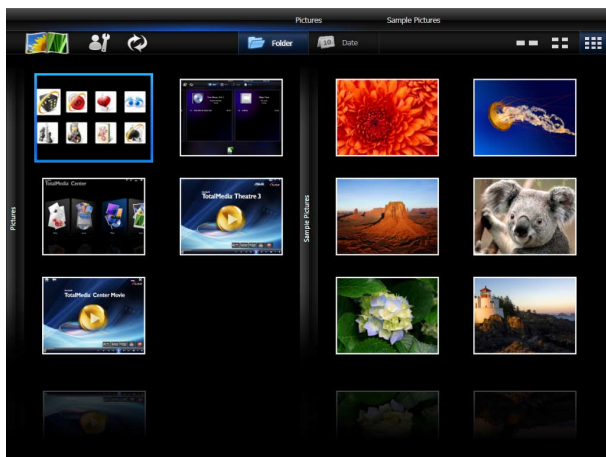 Pictures Sample Pictures
Folder 10 Date
Pictures
Sample Pictures
TotalMedia Center
TotalMedia Theatre 3
TotalMedia Center Movie